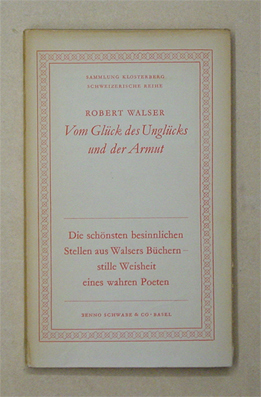 SAMMLUNG KLOSTERBERG
SCHWEIZERISCHE REIHE
ROBERT WALSER
Vom Glück des Unglücks
und der Armut
Die schönsten besinnlichen
Stellen aus Walsers Büchern –
stille Weisheit
eines wahren Poeten
BENNO SCHWABE & CO · BASEL